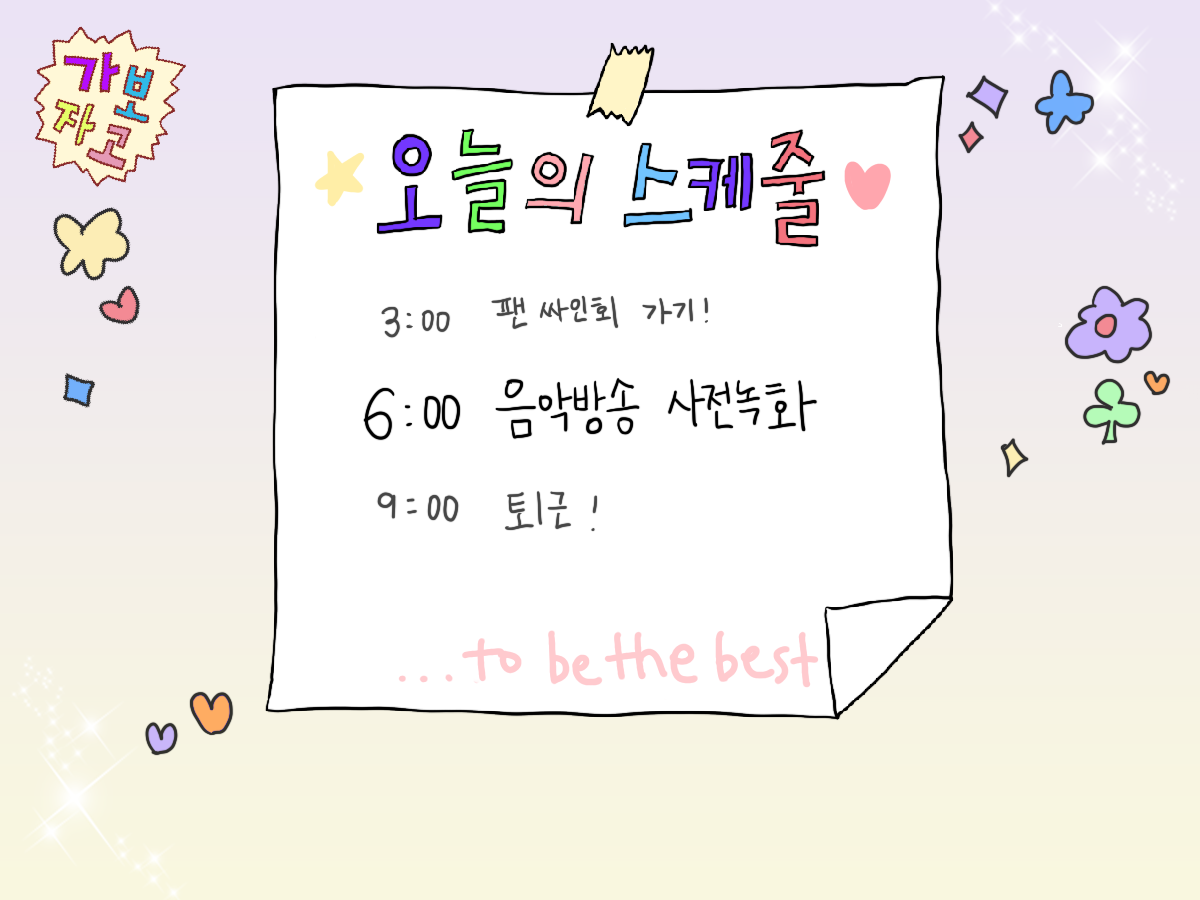 가보
자고
오늘의 스케줄
3:00 팬 싸인회 가기!
6:00 음악방송 사전녹화
9:00 퇴근!
...to be the best